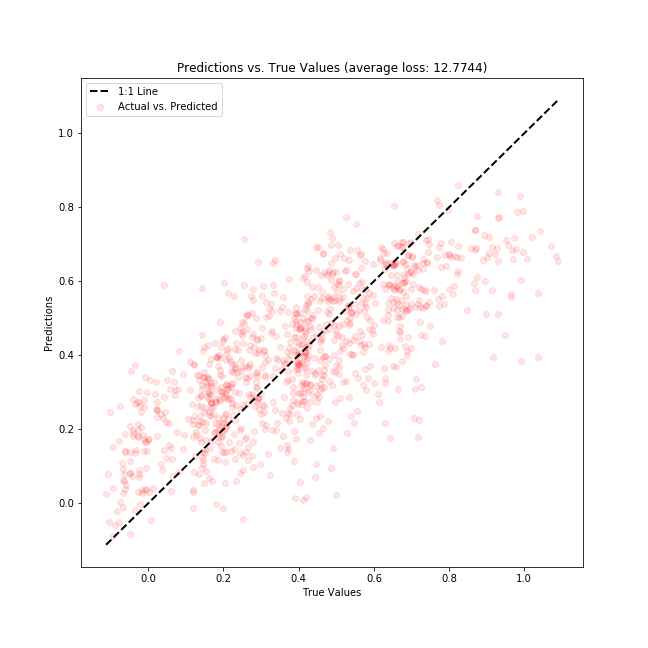 Predictions vs. True Values (average loss: 12.7744)
1:1 Line
Actual vs. Predicted
1.0
0.8
0.6
0.4
0.2
0.0
Predictions
0.0 0.2 0.4 0.6 0.8 1.0
True Values